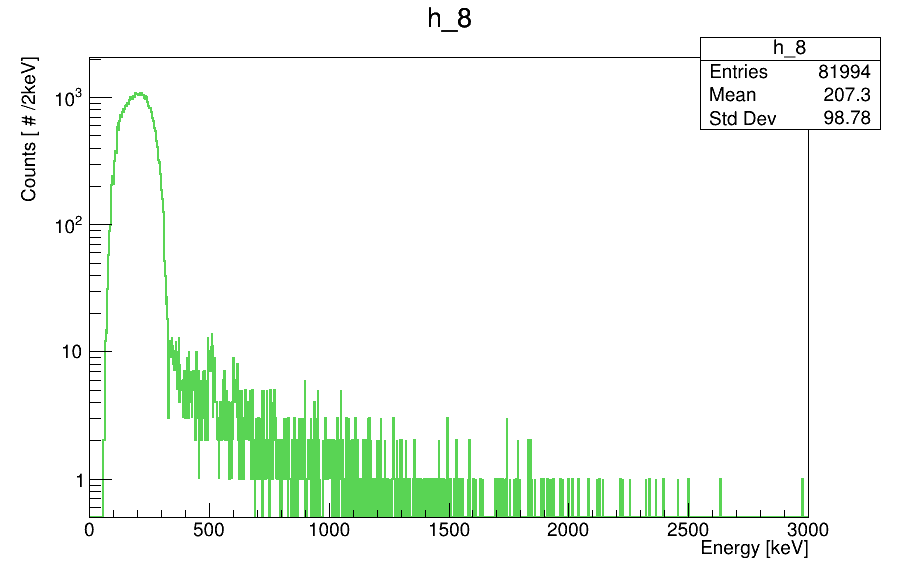 h_8
h_8
Entries 81994
Mean 207.3
Std Dev 98.78
Counts [ # /2keV]
10³
10²
10
1
0 500 1000 1500 2000 2500 3000
Energy [keV]